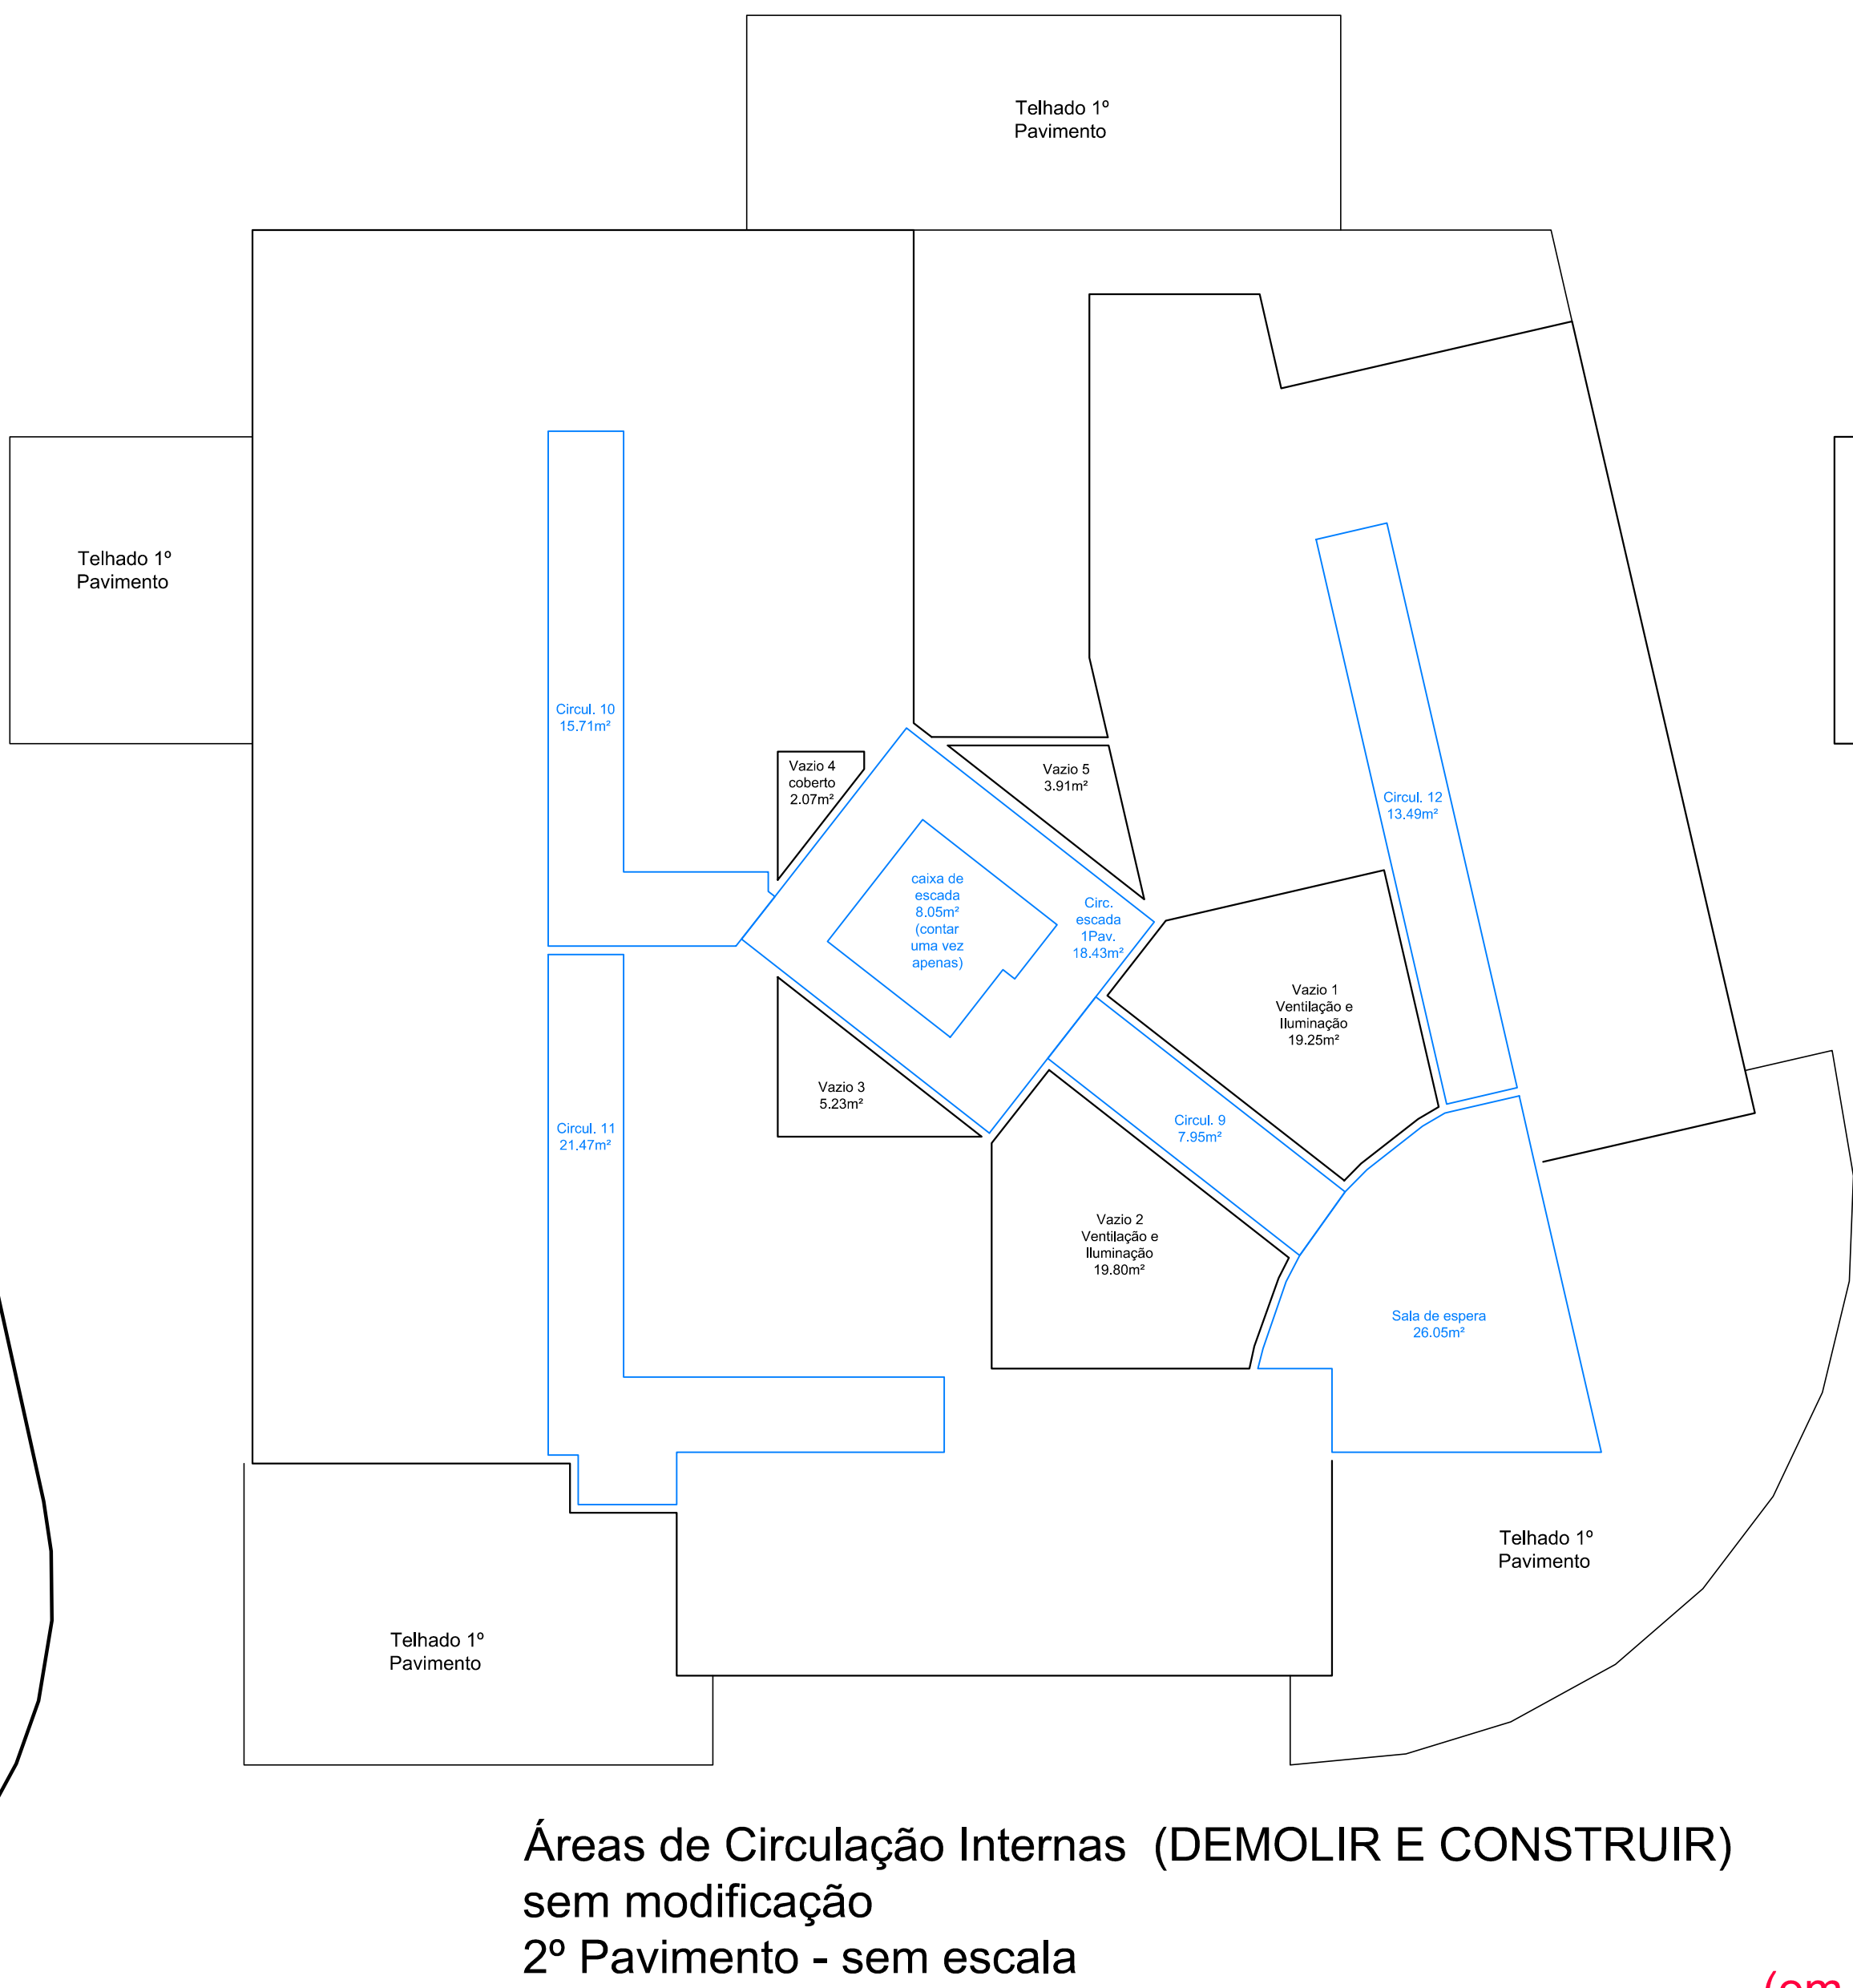 Telhado 1º
Pavimento
Telhado 1º
Pavimento
Circul. 10
15.71m²
Vazio 4
coberto
2.07m²
Vazio 5
3.91m²
Circul. 12
13.49m²
caixa de
escada
8.05m²
(contar
uma vez
apenas)
Circ.
escada
1Pav.
18.43m²
Vazio 1
Ventilação e
Iluminação
19.25m²
Vazio 3
5.23m²
Circul. 11
21.47m²
Circul. 9
7.95m²
Vazio 2
Ventilação e
Iluminação
19.80m²
Sala de espera
26.05m²
Telhado 1º
Pavimento
Telhado 1º
Pavimento
Áreas de Circulação Internas (DEMOLIR E CONSTRUIR)
sem modificação
2º Pavimento - sem escala